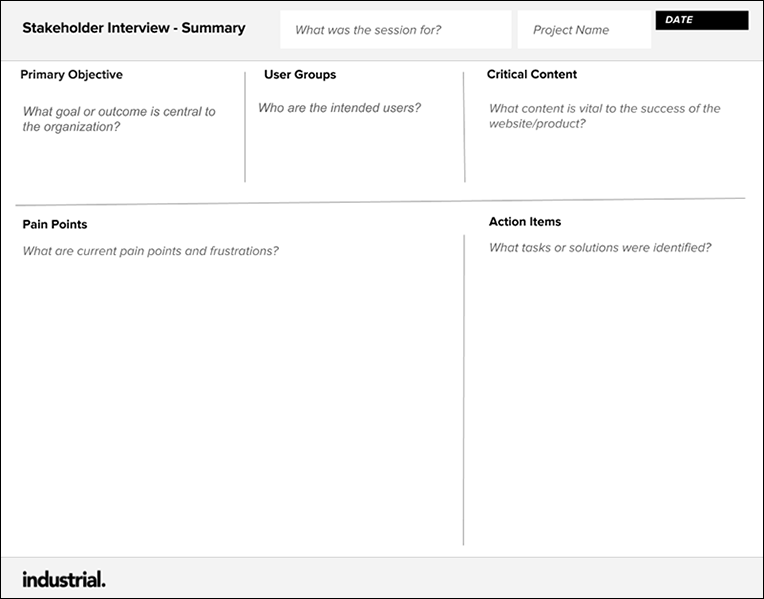 Stakeholder Interview - Summary
What was the session for?
Project Name
DATE
Primary Objective
What goal or outcome is central to
the organization?
User Groups
Who are the intended users?
Critical Content
What content is vital to the success of the
website/product?
Pain Points
What are current pain points and frustrations?
Action Items
What tasks or solutions were identified?
industrial.